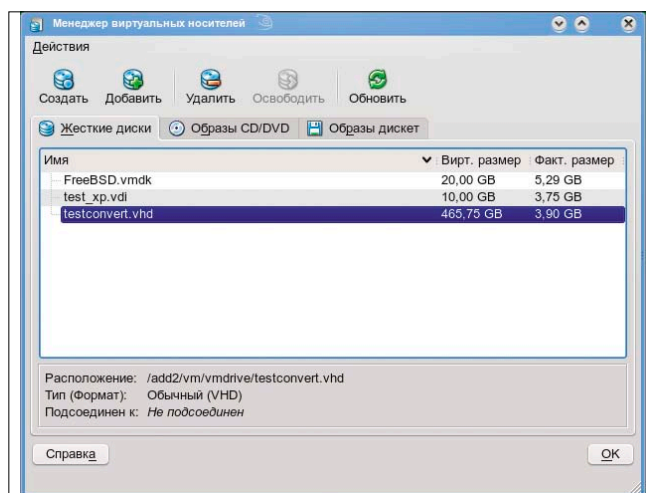 Менеджер виртуальных носителей
Действия
Создать Добавить Удалить Освободить Обновить
Жесткие диски Образы CD/DVD Образы дискет
Имя Вирт. размер Факт. размер
FreeBSD.vmdk 20,00 GB 5,29 GB
test_xp.vdi 10,00 GB 3,75 GB
testconvert.vhd 465,75 GB 3,90 GB
Расположение: /add2/vm/vmdrive/testconvert.vhd
Тип (Формат): Обычный (VHD)
Подсоединен к: Не подсоединен
Справка OK